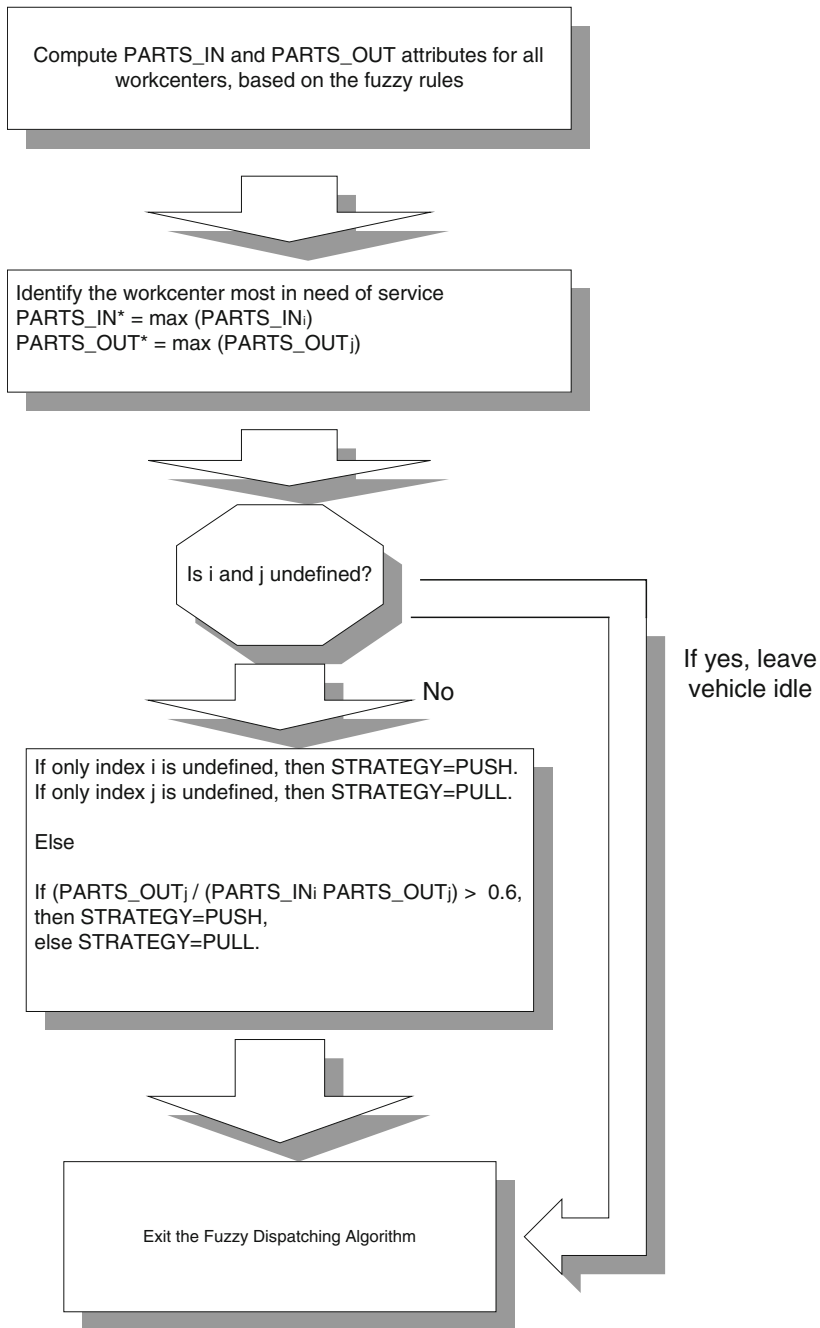 Compute PARTS_IN and PARTS_OUT attributes for all
workcenters, based on the fuzzy rules
Identify the workcenter most in need of service
PARTS_IN* = max (PARTS_INi)
PARTS_OUT* = max (PARTS_OUTj)
Is i and j undefined?
If yes, leave
vehicle idle
No
If only index i is undefined, then STRATEGY=PUSH.
If only index j is undefined, then STRATEGY=PULL.
Else
If (PARTS_OUTj / (PARTS_INi PARTS_OUTj) > 0.6,
then STRATEGY=PUSH,
else STRATEGY=PULL.
Exit the Fuzzy Dispatching Algorithm